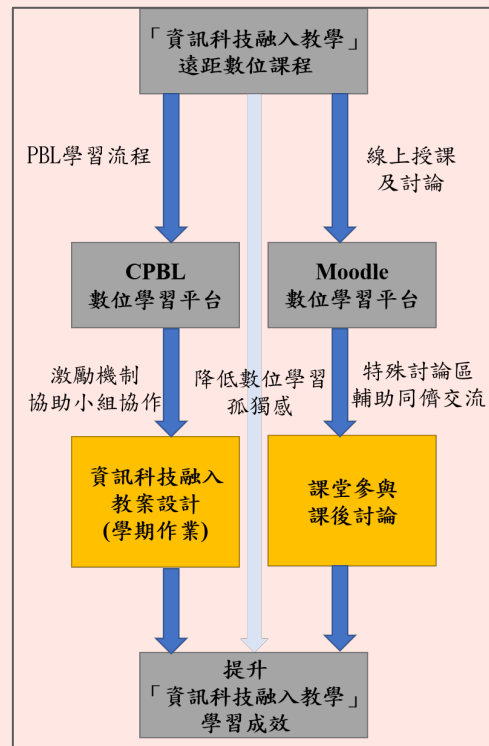 「資訊科技融入教學」
遠距數位課程
PBL學習流程
線上授課
及討論
CPBL
數位學習平台
Moodle
數位學習平台
激勵機制
協助小組協作
降低數位學習
孤獨感
特殊討論區
輔助同儕交流
資訊科技融入
教案設計
(學期作業)
課堂參與
課後討論
提升
「資訊科技融入教學」
學習成效